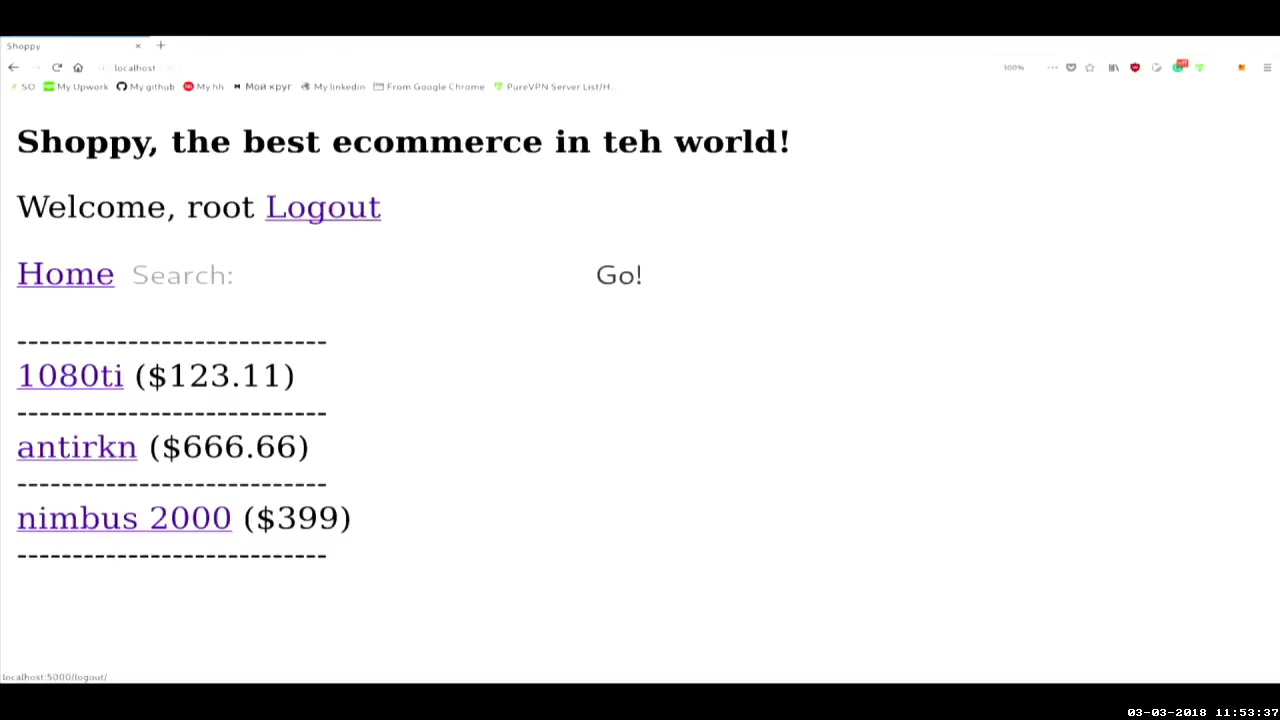 Shoppy
localhost
100%
SO My Upwork My github My hh Мой круг My linkedin From Google Chrome PureVPN Server List/H...
Shoppy, the best ecommerce in teh world!
Welcome, root Logout
Home Search: Go!
----------------------------
1080ti ($123.11)
----------------------------
antirkn ($666.66)
----------------------------
nimbus 2000 ($399)
----------------------------
localhost:5000/logout/
03-03-2018 11:53:37